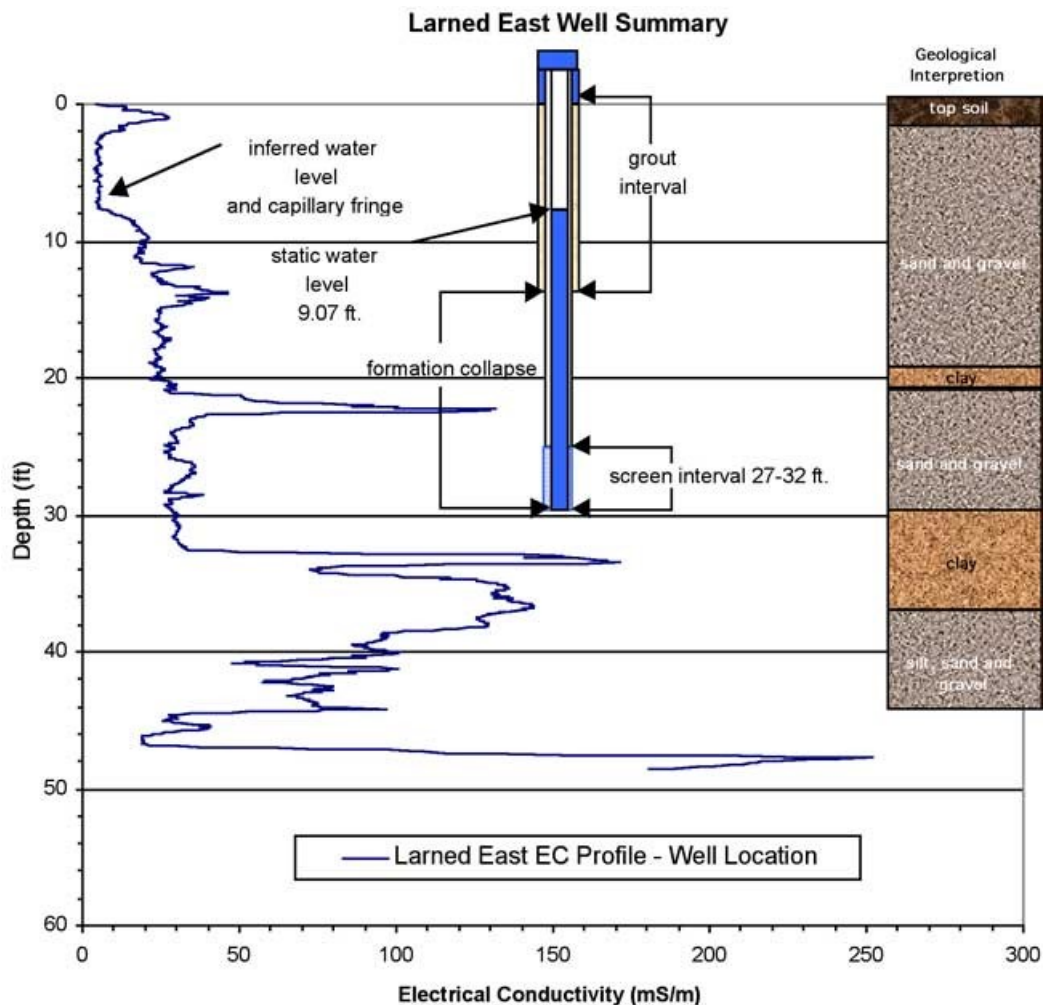 Larned East Well Summary
Geological
Interpretion
0
10
20
30
40
50
60
Depth (ft)
inferred water
level
and capillary fringe
static water
level
9.07 ft.
grout
interval
formation collapse
screen interval 27-32 ft.
top soil
sand and gravel
clay
sand and gravel
clay
silt, sand and
gravel
Larned East EC Profile - Well Location
0
50
100
150
200
250
300
Electrical Conductivity (mS/m)